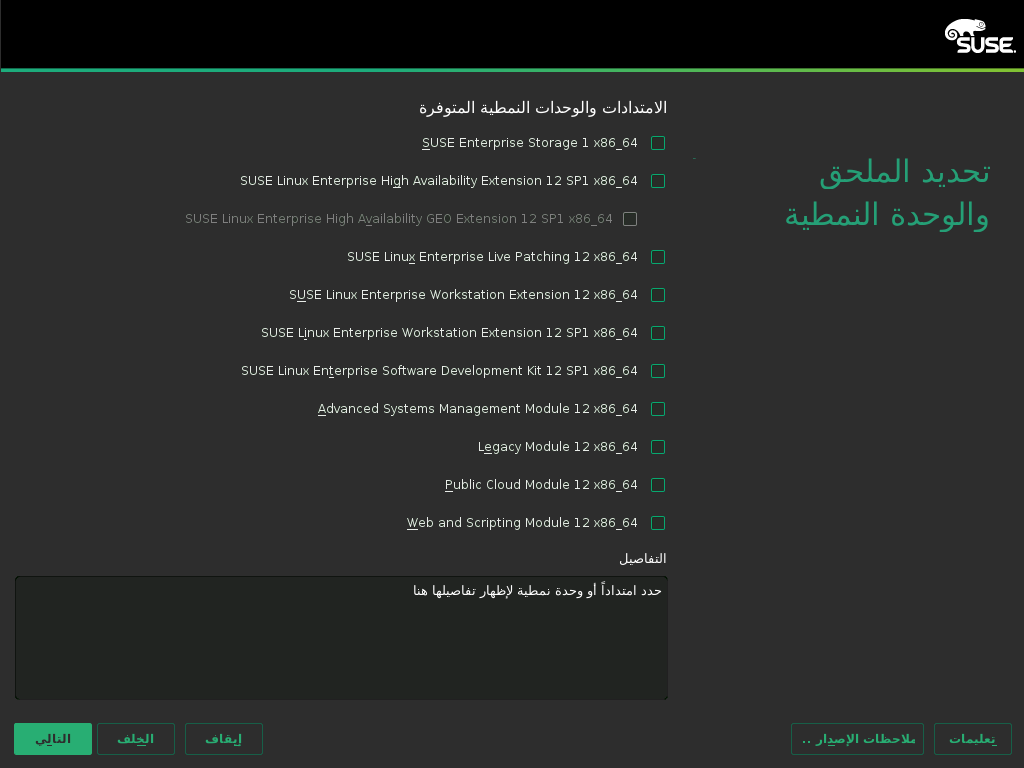 SUSE.
تحديد الملحق
والوحدة النمطية
الامتدادات والوحدات النمطية المتوفرة
SUSE Enterprise Storage 1 x86_64
SUSE Linux Enterprise High Availability Extension 12 SP1 x86_64
SUSE Linux Enterprise High Availability GEO Extension 12 SP1 x86_64
SUSE Linux Enterprise Live Patching 12 x86_64
SUSE Linux Enterprise Workstation Extension 12 x86_64
SUSE Linux Enterprise Workstation Extension 12 SP1 x86_64
SUSE Linux Enterprise Software Development Kit 12 SP1 x86_64
Advanced Systems Management Module 12 x86_64
Legacy Module 12 x86_64
Public Cloud Module 12 x86_64
Web and Scripting Module 12 x86_64
التفاصيل
حدد امتداداً أو وحدة نمطية لإظهار تفاصيلها هنا
تعليمات
ملاحظات الإصدار ..
إيقاف
الخلف
التالي